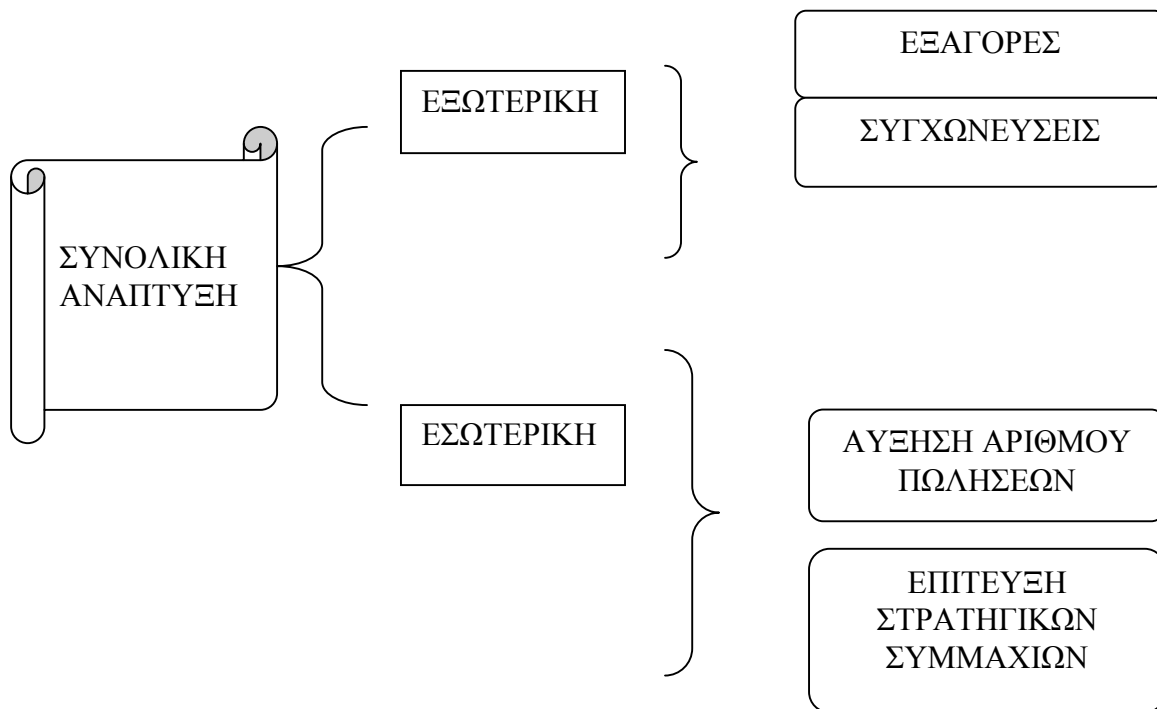 ΣΥΝΟΛΙΚΗ
ΑΝΑΠΤΥΞΗ
ΕΞΩΤΕΡΙΚΗ
ΕΞΑΓΟΡΕΣ
ΣΥΓΧΩΝΕΥΣΕΙΣ
ΕΣΩΤΕΡΙΚΗ
ΑΥΞΗΣΗ ΑΡΙΘΜΟΥ
ΠΩΛΗΣΕΩΝ
ΕΠΙΤΕΥΞΗ
ΣΤΡΑΤΗΓΙΚΩΝ
ΣΥΜΜΑΧΙΩΝ